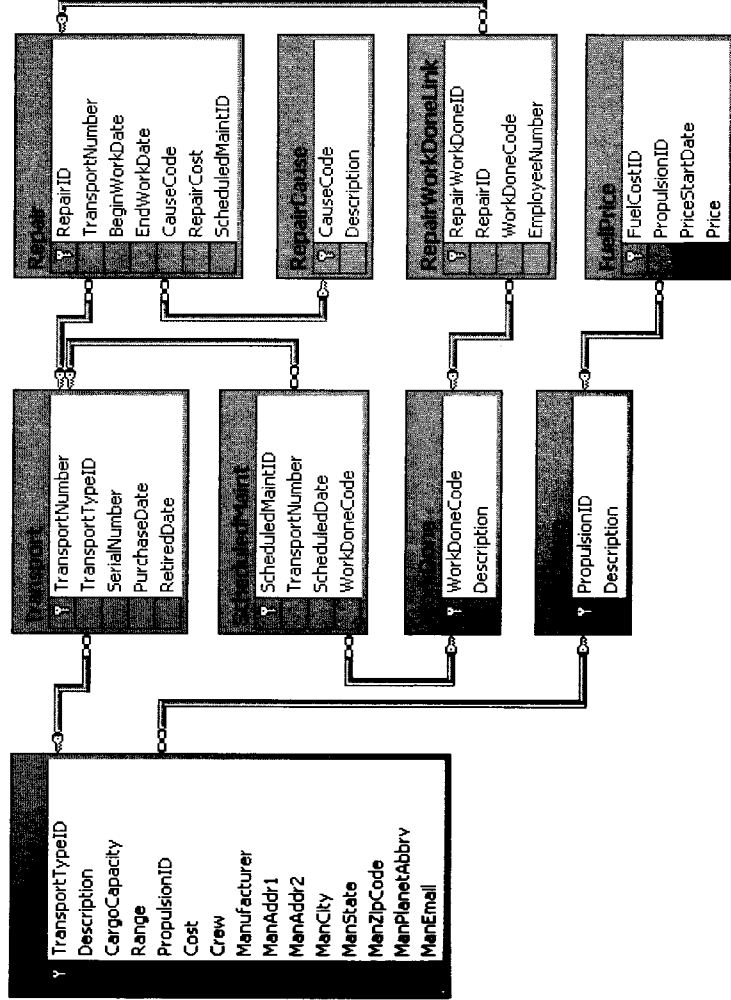 TransportTypeID
Description
CargoCapacity
Range
PropulsionID
Cost
Crew
Manufacturer
ManAddr1
ManAddr2
ManCity
ManState
ManZipCode
ManPlanetAbbrv
ManEmail
Transport
TransportNumber
TransportTypeID
SerialNumber
PurchaseDate
RetiredDate
ScheduledMaint
ScheduledMaintID
TransportNumber
ScheduledDate
WorkDoneCode
WorkDoneCode
Description
PropulsionID
Description
Repair
RepairID
TransportNumber
BeginWorkDate
EndWorkDate
CauseCode
RepairCost
ScheduledMaintID
RepairCause
CauseCode
Description
RepairWorkDoneLink
RepairWorkDoneID
RepairID
WorkDoneCode
EmployeeNumber
FuelPrice
FuelCostID
PropulsionID
PriceStartDate
Price